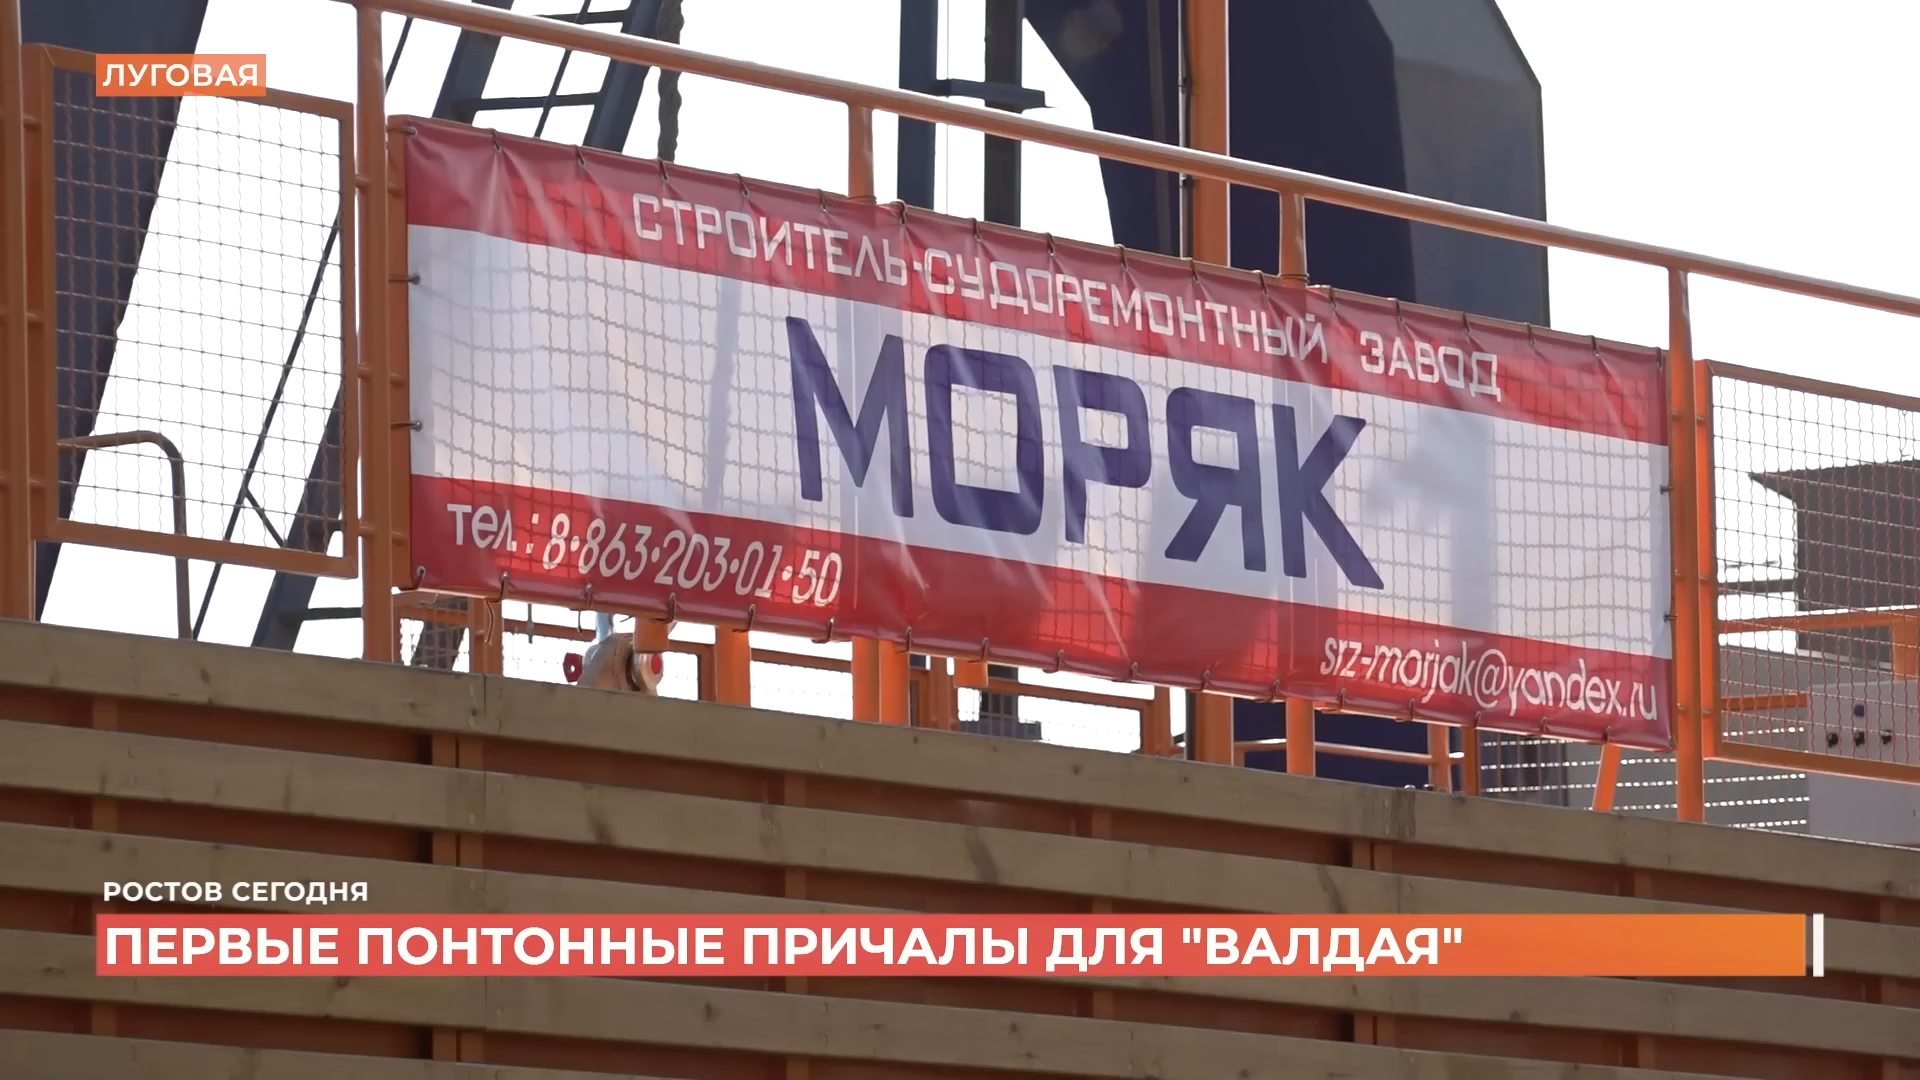 ЛУГОВАЯ
СТРОИТЕЛЬ-СУДОРЕМОНТНЫЙ ЗАВОД
МОРЯК
тел.: 8•863•203•01•50
srz-morjak@yandex.ru
РОСТОВ СЕГОДНЯ
ПЕРВЫЕ ПОНТОННЫЕ ПРИЧАЛЫ ДЛЯ "ВАЛДАЯ"